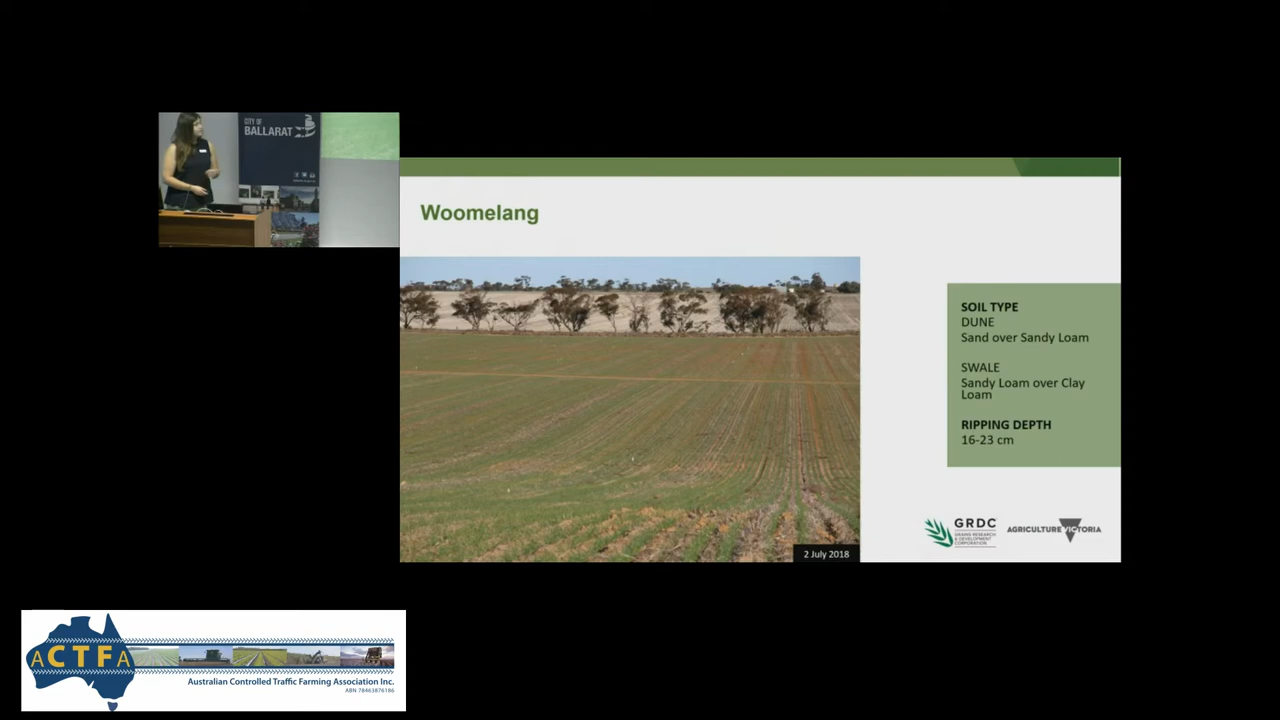 CITY OF
BALLARAT
Woomelang
SOIL TYPE
DUNE
Sand over Sandy Loam
SWALE
Sandy Loam over Clay
Loam
RIPPING DEPTH
16-23 cm
GRDC
GRAINS RESEARCH
& DEVELOPMENT
CORPORATION
AGRICULTURE VICTORIA
2 July 2018
ACTFA
Australian Controlled Traffic Farming Association Inc.
ABN 78463876186